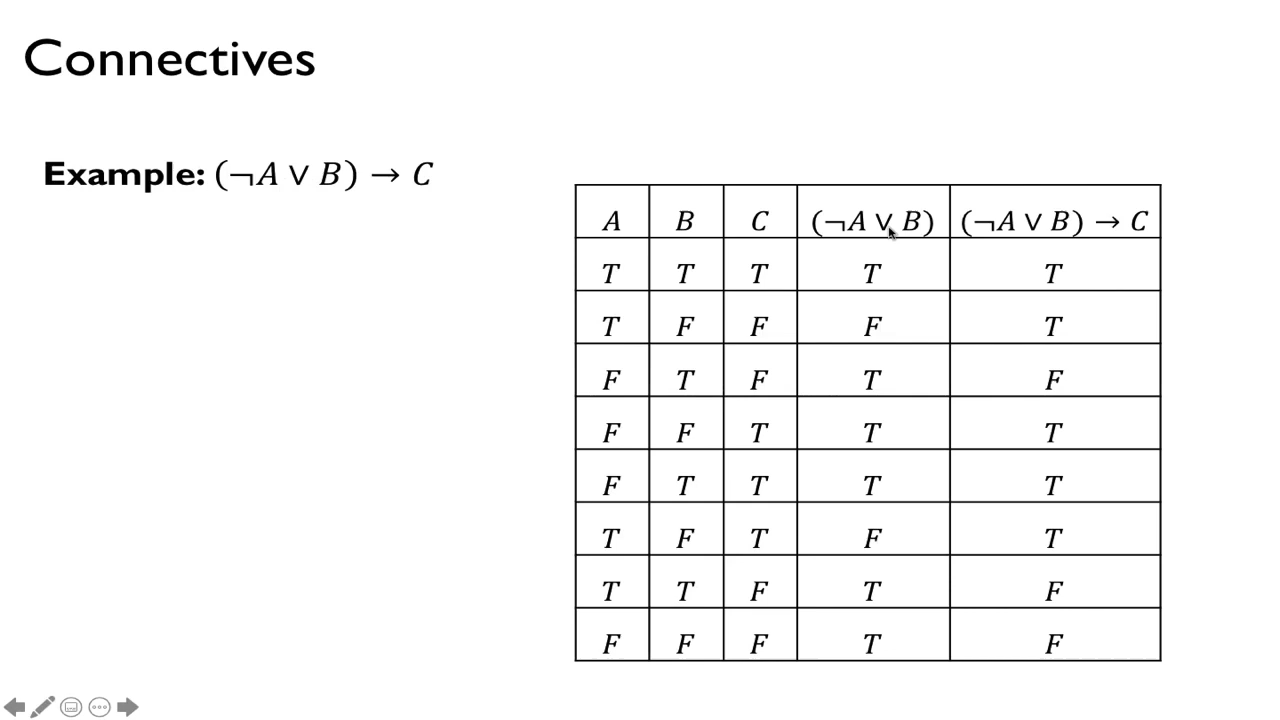 Connectives
Example: (¬A ∨ B) → C
A B C (¬A ∨ B) (¬A ∨ B) → C
T T T T T
T F F F T
F T F T F
F F T T T
F T T T T
T F T F T
T T F T F
F F F T F